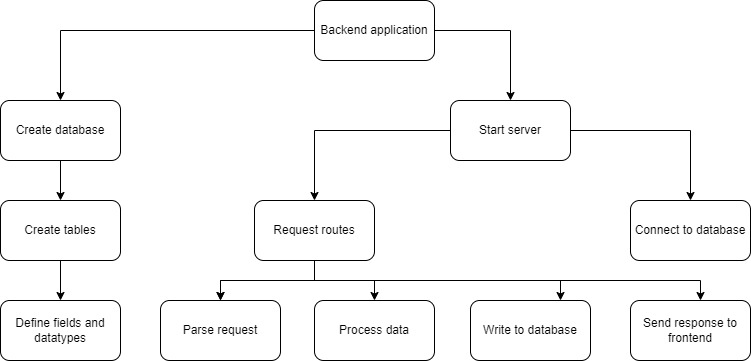 Backend application
Create database
Start server
Create tables
Request routes
Connect to database
Define fields and
datatypes
Parse request
Process data
Write to database
Send response to
frontend